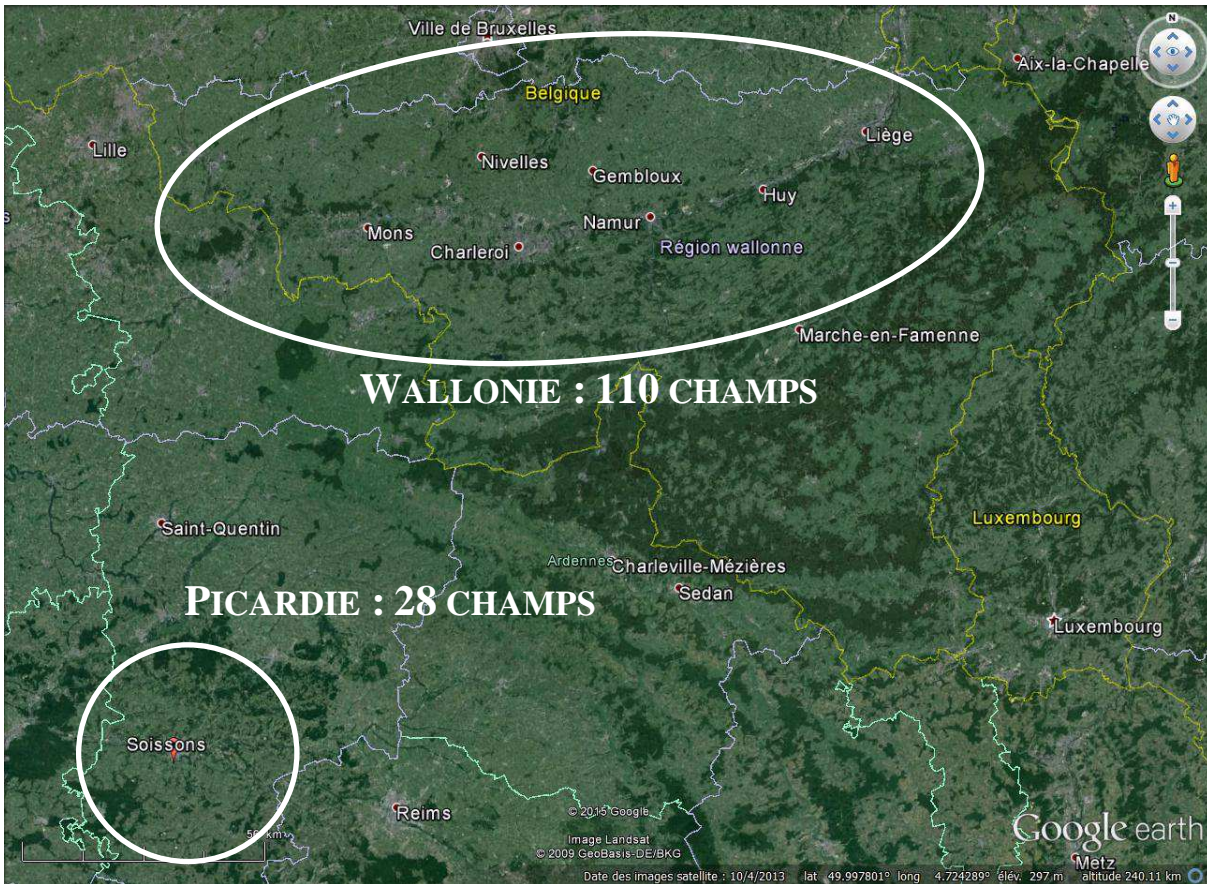 N
Ville de Bruxelles
Aix-la-Chapelle
Belgique
Lille
Liège
Nivelles
Gembloux
Huy
Namur
Mons
Charleroi
Région wallonne
Marche-en-Famenne
WALLONIE : 110 CHAMPS
Saint-Quentin
Luxembourg
Ardennes
Charleville-Mézières
Sedan
PICARDIE : 28 CHAMPS
Luxembourg
Soissons
Reims
© 2015 Google
Image Landsat
© 2009 GeoBasis-DE/BKG
Google earth
Metz
Date des images satellite : 10/4/2013 lat 49.997801° long 4.724289° élév. 297 m altitude 240.11 km